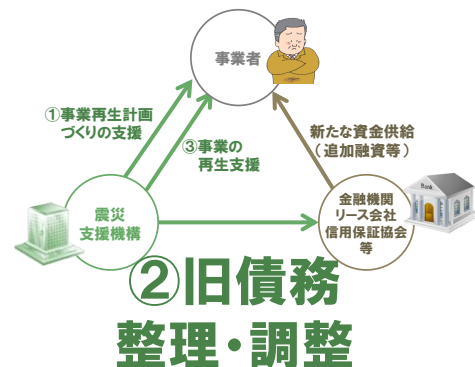 事業者
①事業再生計画
づくりの支援
③事業の
再生支援
新たな資金供給
（追加融資等）
震災
支援機構
Bank
金融機関
リース会社
信用保証協会
等
②旧債務
整理・調整